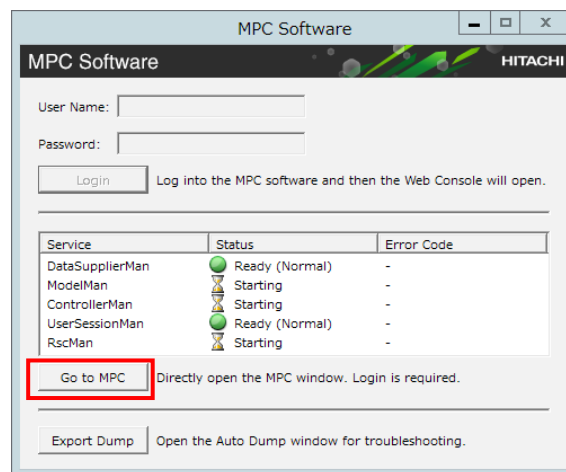 MPC Software
MPC Software HITACHI
User Name:
Password:
Login Log into the MPC software and then the Web Console will open.
Service Status Error Code
DataSupplierMan Ready (Normal) -
ModelMan Starting -
ControllerMan Starting -
UserSessionMan Ready (Normal) -
RscMan Starting -
Go to MPC Directly open the MPC window. Login is required.
Export Dump Open the Auto Dump window for troubleshooting.